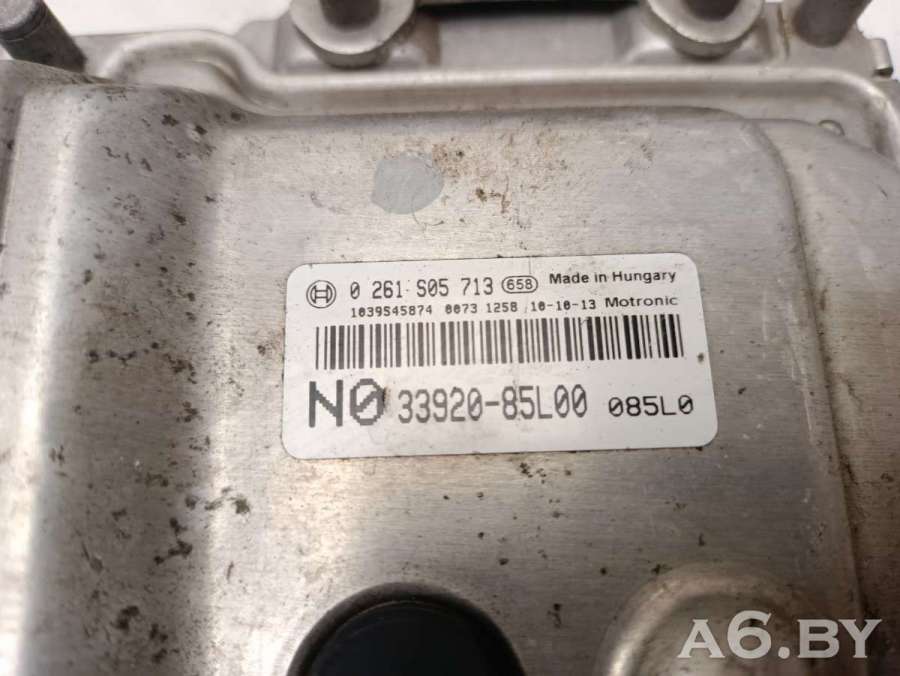 0 261 S05 713 658 Made in Hungary
1039S45874 0073 1258 10-10-13 Motronic
N0 33920-85L00 085L0
A6.BY